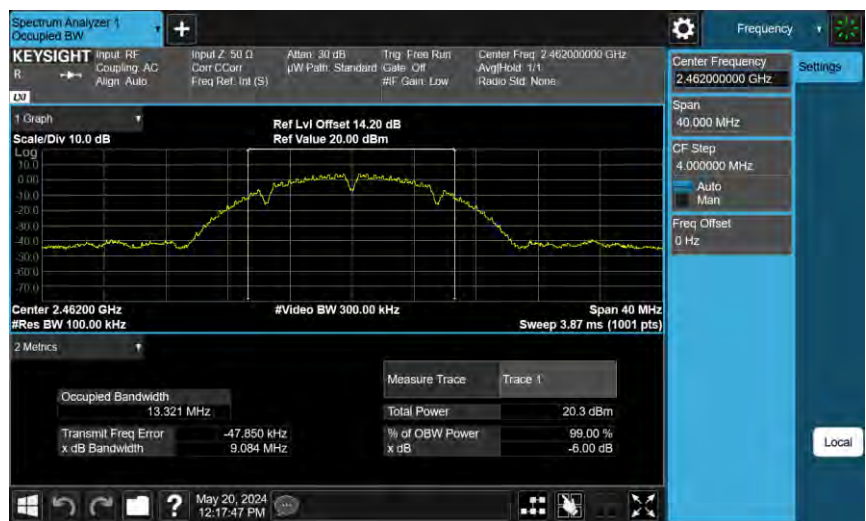 Spectrum Analyzer 1
Occupied BW
+
Frequency
KEYSIGHT Input: RF Input Z: 50 Ω Atten: 30 dB Trig: Free Run Center Freq: 2.462000000 GHz
R Coupling: AC Corr CCorr µW Path: Standard Gate: Off Avg|Hold: 1/1
Align: Auto Freq Ref: Int (S) #IF Gain: Low Radio Std: None
LXI
Center Frequency
2.462000000 GHz
Settings
Span
40.000 MHz
CF Step
4.000000 MHz
Auto
Man
Freq Offset
0 Hz
Local
1 Graph
Ref Lvl Offset 14.20 dB
Scale/Div 10.0 dB Ref Value 20.00 dBm
Log
10.0
0.00
-10.0
-20.0
-30.0
-40.0
-50.0
-60.0
-70.0
Center 2.46200 GHz #Video BW 300.00 kHz Span 40 MHz
#Res BW 100.00 kHz Sweep 3.87 ms (1001 pts)
2 Metrics
Measure Trace Trace 1
Occupied Bandwidth
13.321 MHz Total Power 20.3 dBm
Transmit Freq Error -47.850 kHz % of OBW Power 99.00 %
x dB Bandwidth 9.084 MHz x dB -6.00 dB
? May 20, 2024
12:17:47 PM